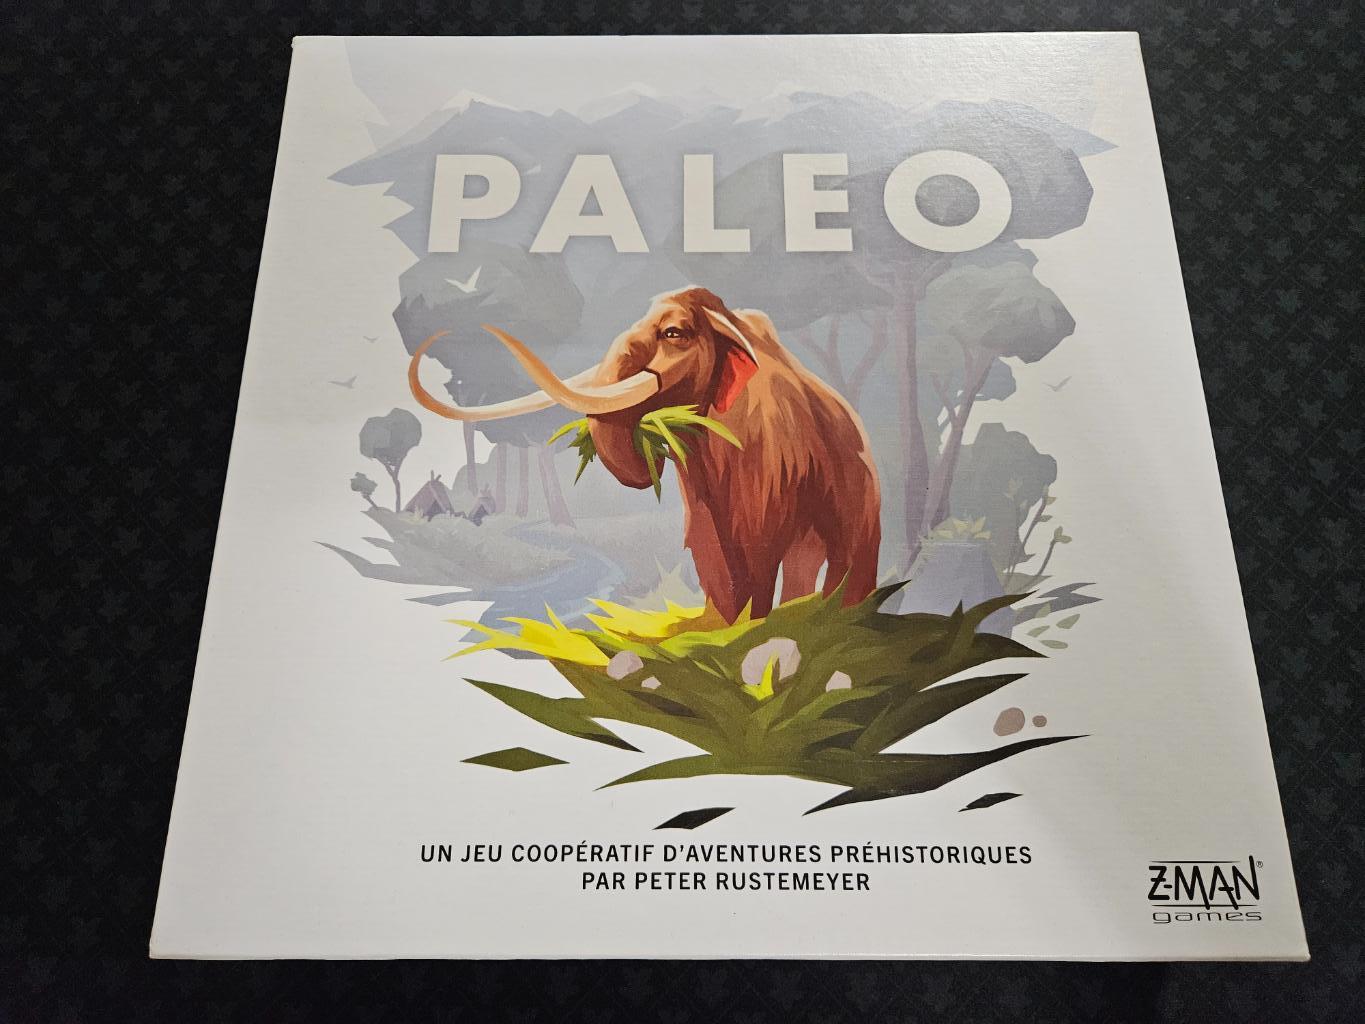 PALEO
UN JEU COOPÉRATIF D'AVENTURES PRÉHISTORIQUES
PAR PETER RUSTEMEYER
Z-MAN®
games